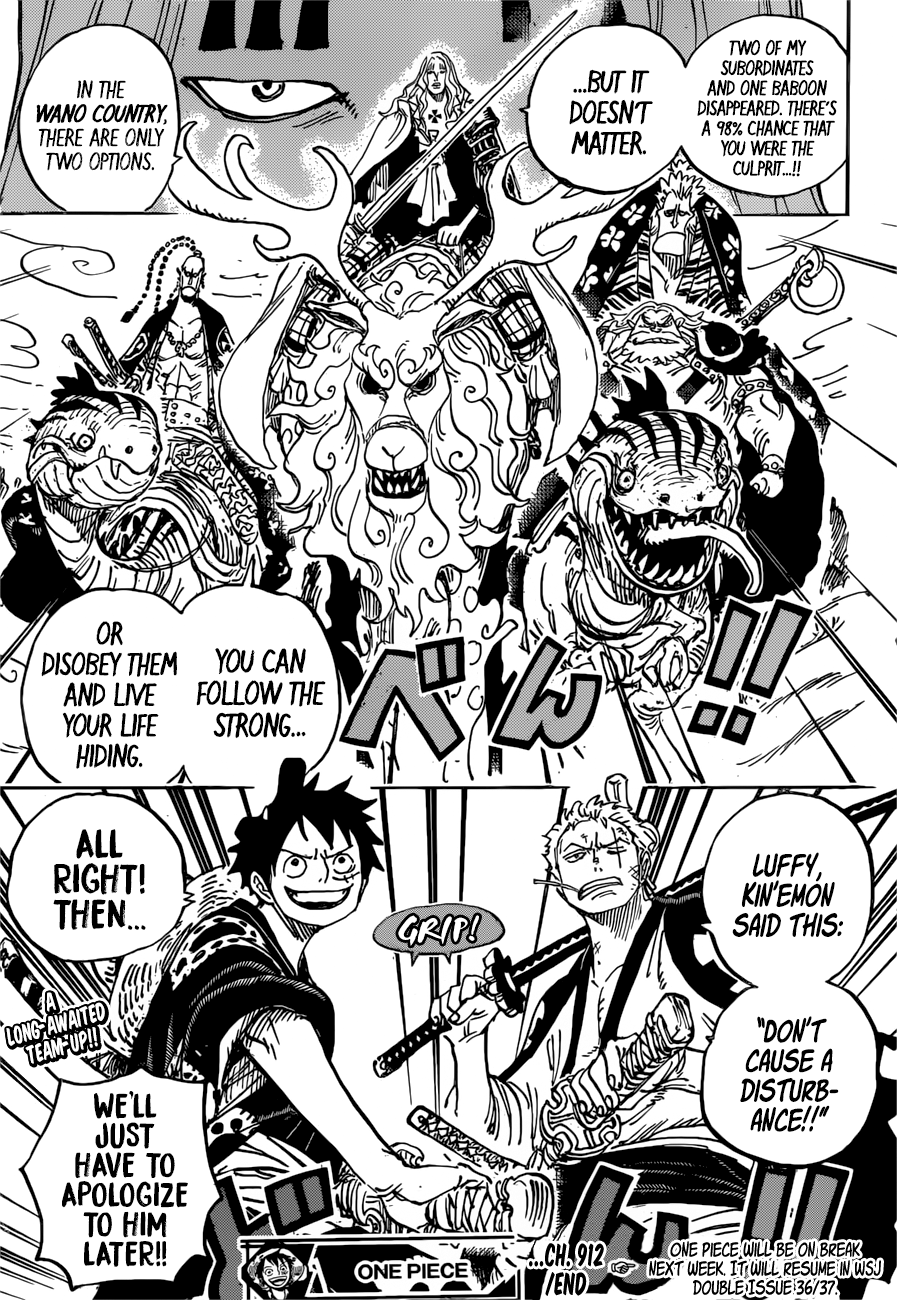 TWO OF MY
SUBORDINATES
AND ONE BABOON
DISAPPEARED. THERE'S
A 98% CHANCE THAT
YOU WERE THE
CULPRIT...!!
...BUT IT
DOESN'T
MATTER.
IN THE
WANO COUNTRY,
THERE ARE ONLY
TWO OPTIONS.
YOU CAN
FOLLOW THE
STRONG...
OR
DISOBEY THEM
AND LIVE
YOUR LIFE
HIDING.
べん!!
LUFFY,
KIN'EMON
SAID THIS:
"DON'T
CAUSE A
DISTURB-
ANCE!!"
GRIP!
ALL
RIGHT!
THEN...
A
LONG-AWAITED
TEAM-UP!!
WE'LL
JUST
HAVE TO
APOLOGIZE
TO HIM
LATER!!
べん!!
ONE PIECE
...CH. 912
/END
☞ ONE PIECE WILL BE ON BREAK
NEXT WEEK. IT WILL RESUME IN WSJ
DOUBLE ISSUE 36/37.